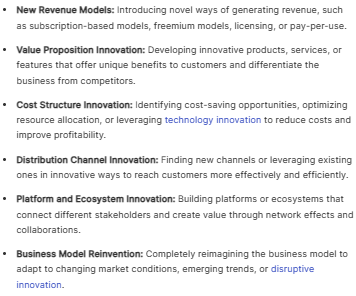 • New Revenue Models: Introducing novel ways of generating revenue, such
as subscription-based models, freemium models, licensing, or pay-per-use.
• Value Proposition Innovation: Developing innovative products, services, or
features that offer unique benefits to customers and differentiate the
business from competitors.
• Cost Structure Innovation: Identifying cost-saving opportunities, optimizing
resource allocation, or leveraging technology innovation to reduce costs and
improve profitability.
• Distribution Channel Innovation: Finding new channels or leveraging existing
ones in innovative ways to reach customers more effectively and efficiently.
• Platform and Ecosystem Innovation: Building platforms or ecosystems that
connect different stakeholders and create value through network effects and
collaborations.
• Business Model Reinvention: Completely reimagining the business model to
adapt to changing market conditions, emerging trends, or disruptive
innovation.